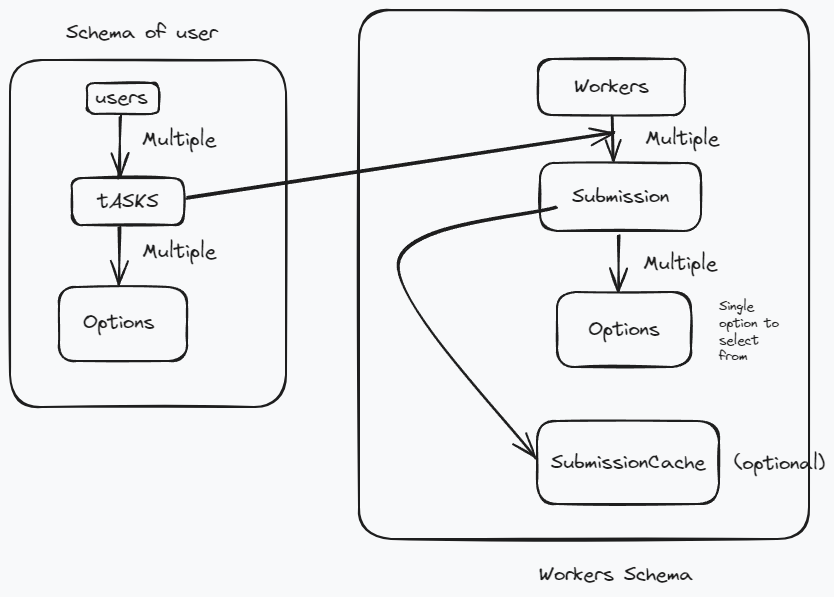 Schema of user
users
Multiple
tASKS
Multiple
Options
Workers
Multiple
Submission
Multiple
Options
Single
option to
select
from
SubmissionCache
(optional)
Workers Schema